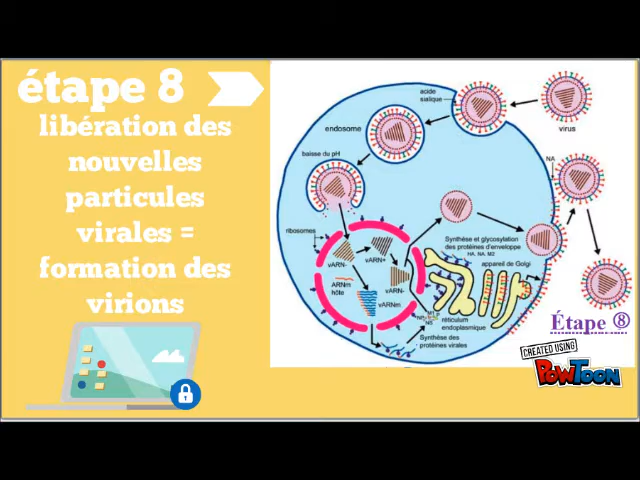 étape 8
libération des
nouvelles
particules
virales =
formation des
virions
acide
sialique
virus
endosome
baisse du pH
NA
ribosomes
vARN-
vARN+
vARN-
ARNm
hôte
vARNm
Synthèse et glycosylation
des protéines d'enveloppe
HA, NA, M2
appareil de Golgi
réticulum
endoplasmique
Synthèse des
protéines virales
Étape ⑧
CREATED USING
POWTOON